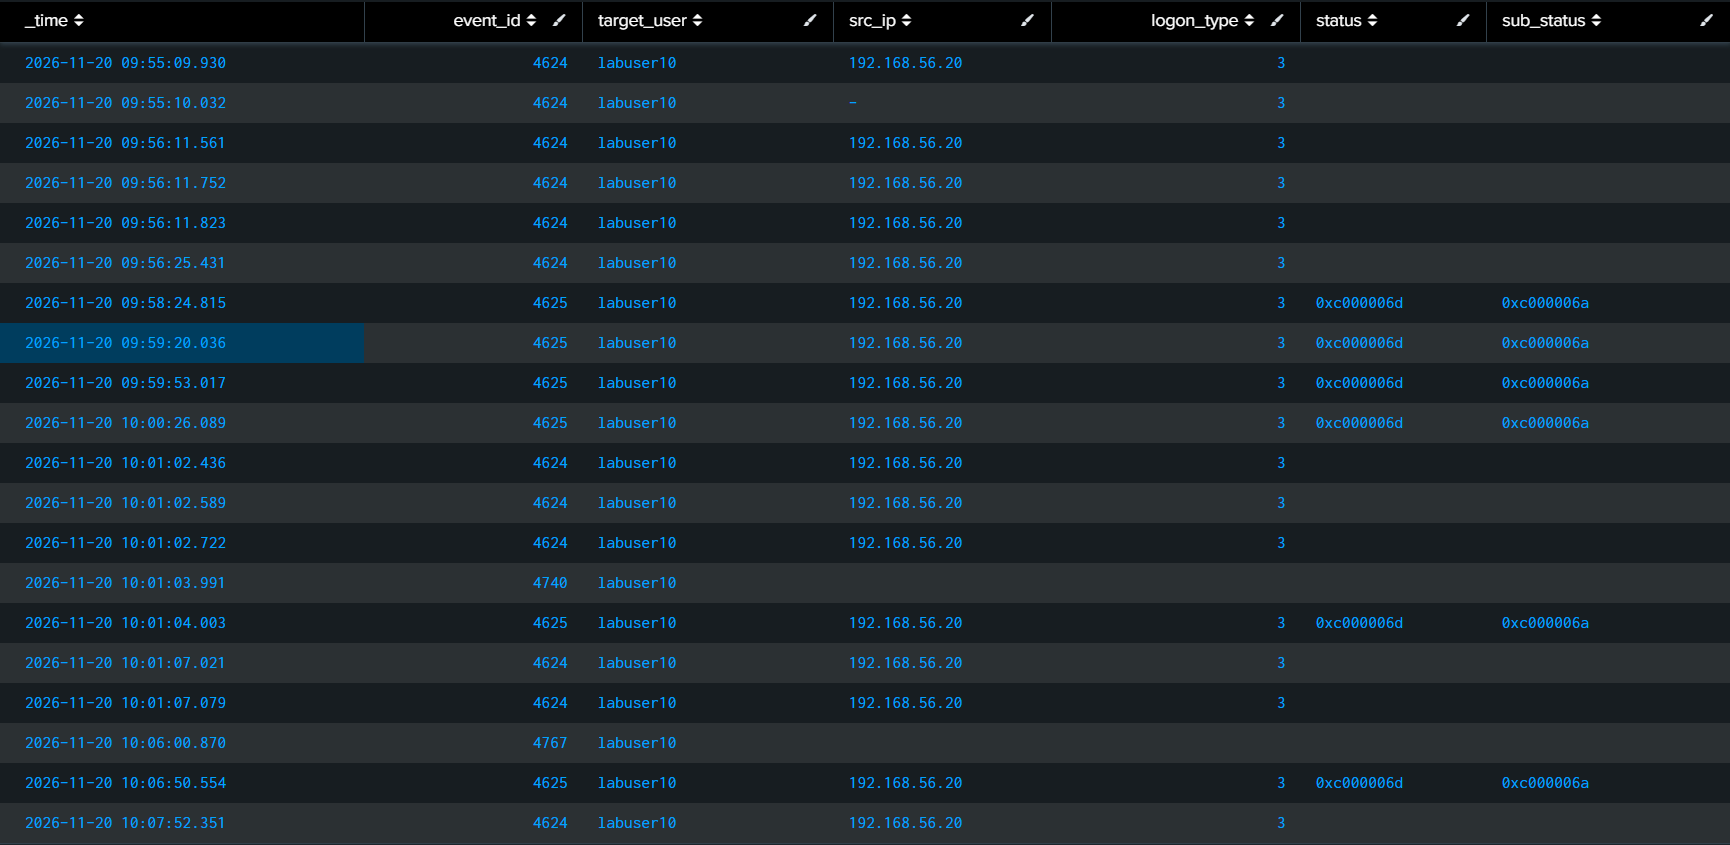 _time event_id target_user src_ip logon_type status sub_status
2026-11-20 09:55:09.930 4624 labuser10 192.168.56.20 3
2026-11-20 09:55:10.032 4624 labuser10 - 3
2026-11-20 09:56:11.561 4624 labuser10 192.168.56.20 3
2026-11-20 09:56:11.752 4624 labuser10 192.168.56.20 3
2026-11-20 09:56:11.823 4624 labuser10 192.168.56.20 3
2026-11-20 09:56:25.431 4624 labuser10 192.168.56.20 3
2026-11-20 09:58:24.815 4625 labuser10 192.168.56.20 3 0xc000006d 0xc000006a
2026-11-20 09:59:20.036 4625 labuser10 192.168.56.20 3 0xc000006d 0xc000006a
2026-11-20 09:59:53.017 4625 labuser10 192.168.56.20 3 0xc000006d 0xc000006a
2026-11-20 10:00:26.089 4625 labuser10 192.168.56.20 3 0xc000006d 0xc000006a
2026-11-20 10:01:02.436 4624 labuser10 192.168.56.20 3
2026-11-20 10:01:02.589 4624 labuser10 192.168.56.20 3
2026-11-20 10:01:02.722 4624 labuser10 192.168.56.20 3
2026-11-20 10:01:03.991 4740 labuser10
2026-11-20 10:01:04.003 4625 labuser10 192.168.56.20 3 0xc000006d 0xc000006a
2026-11-20 10:01:07.021 4624 labuser10 192.168.56.20 3
2026-11-20 10:01:07.079 4624 labuser10 192.168.56.20 3
2026-11-20 10:06:00.870 4767 labuser10
2026-11-20 10:06:50.554 4625 labuser10 192.168.56.20 3 0xc000006d 0xc000006a
2026-11-20 10:07:52.351 4624 labuser10 192.168.56.20 3